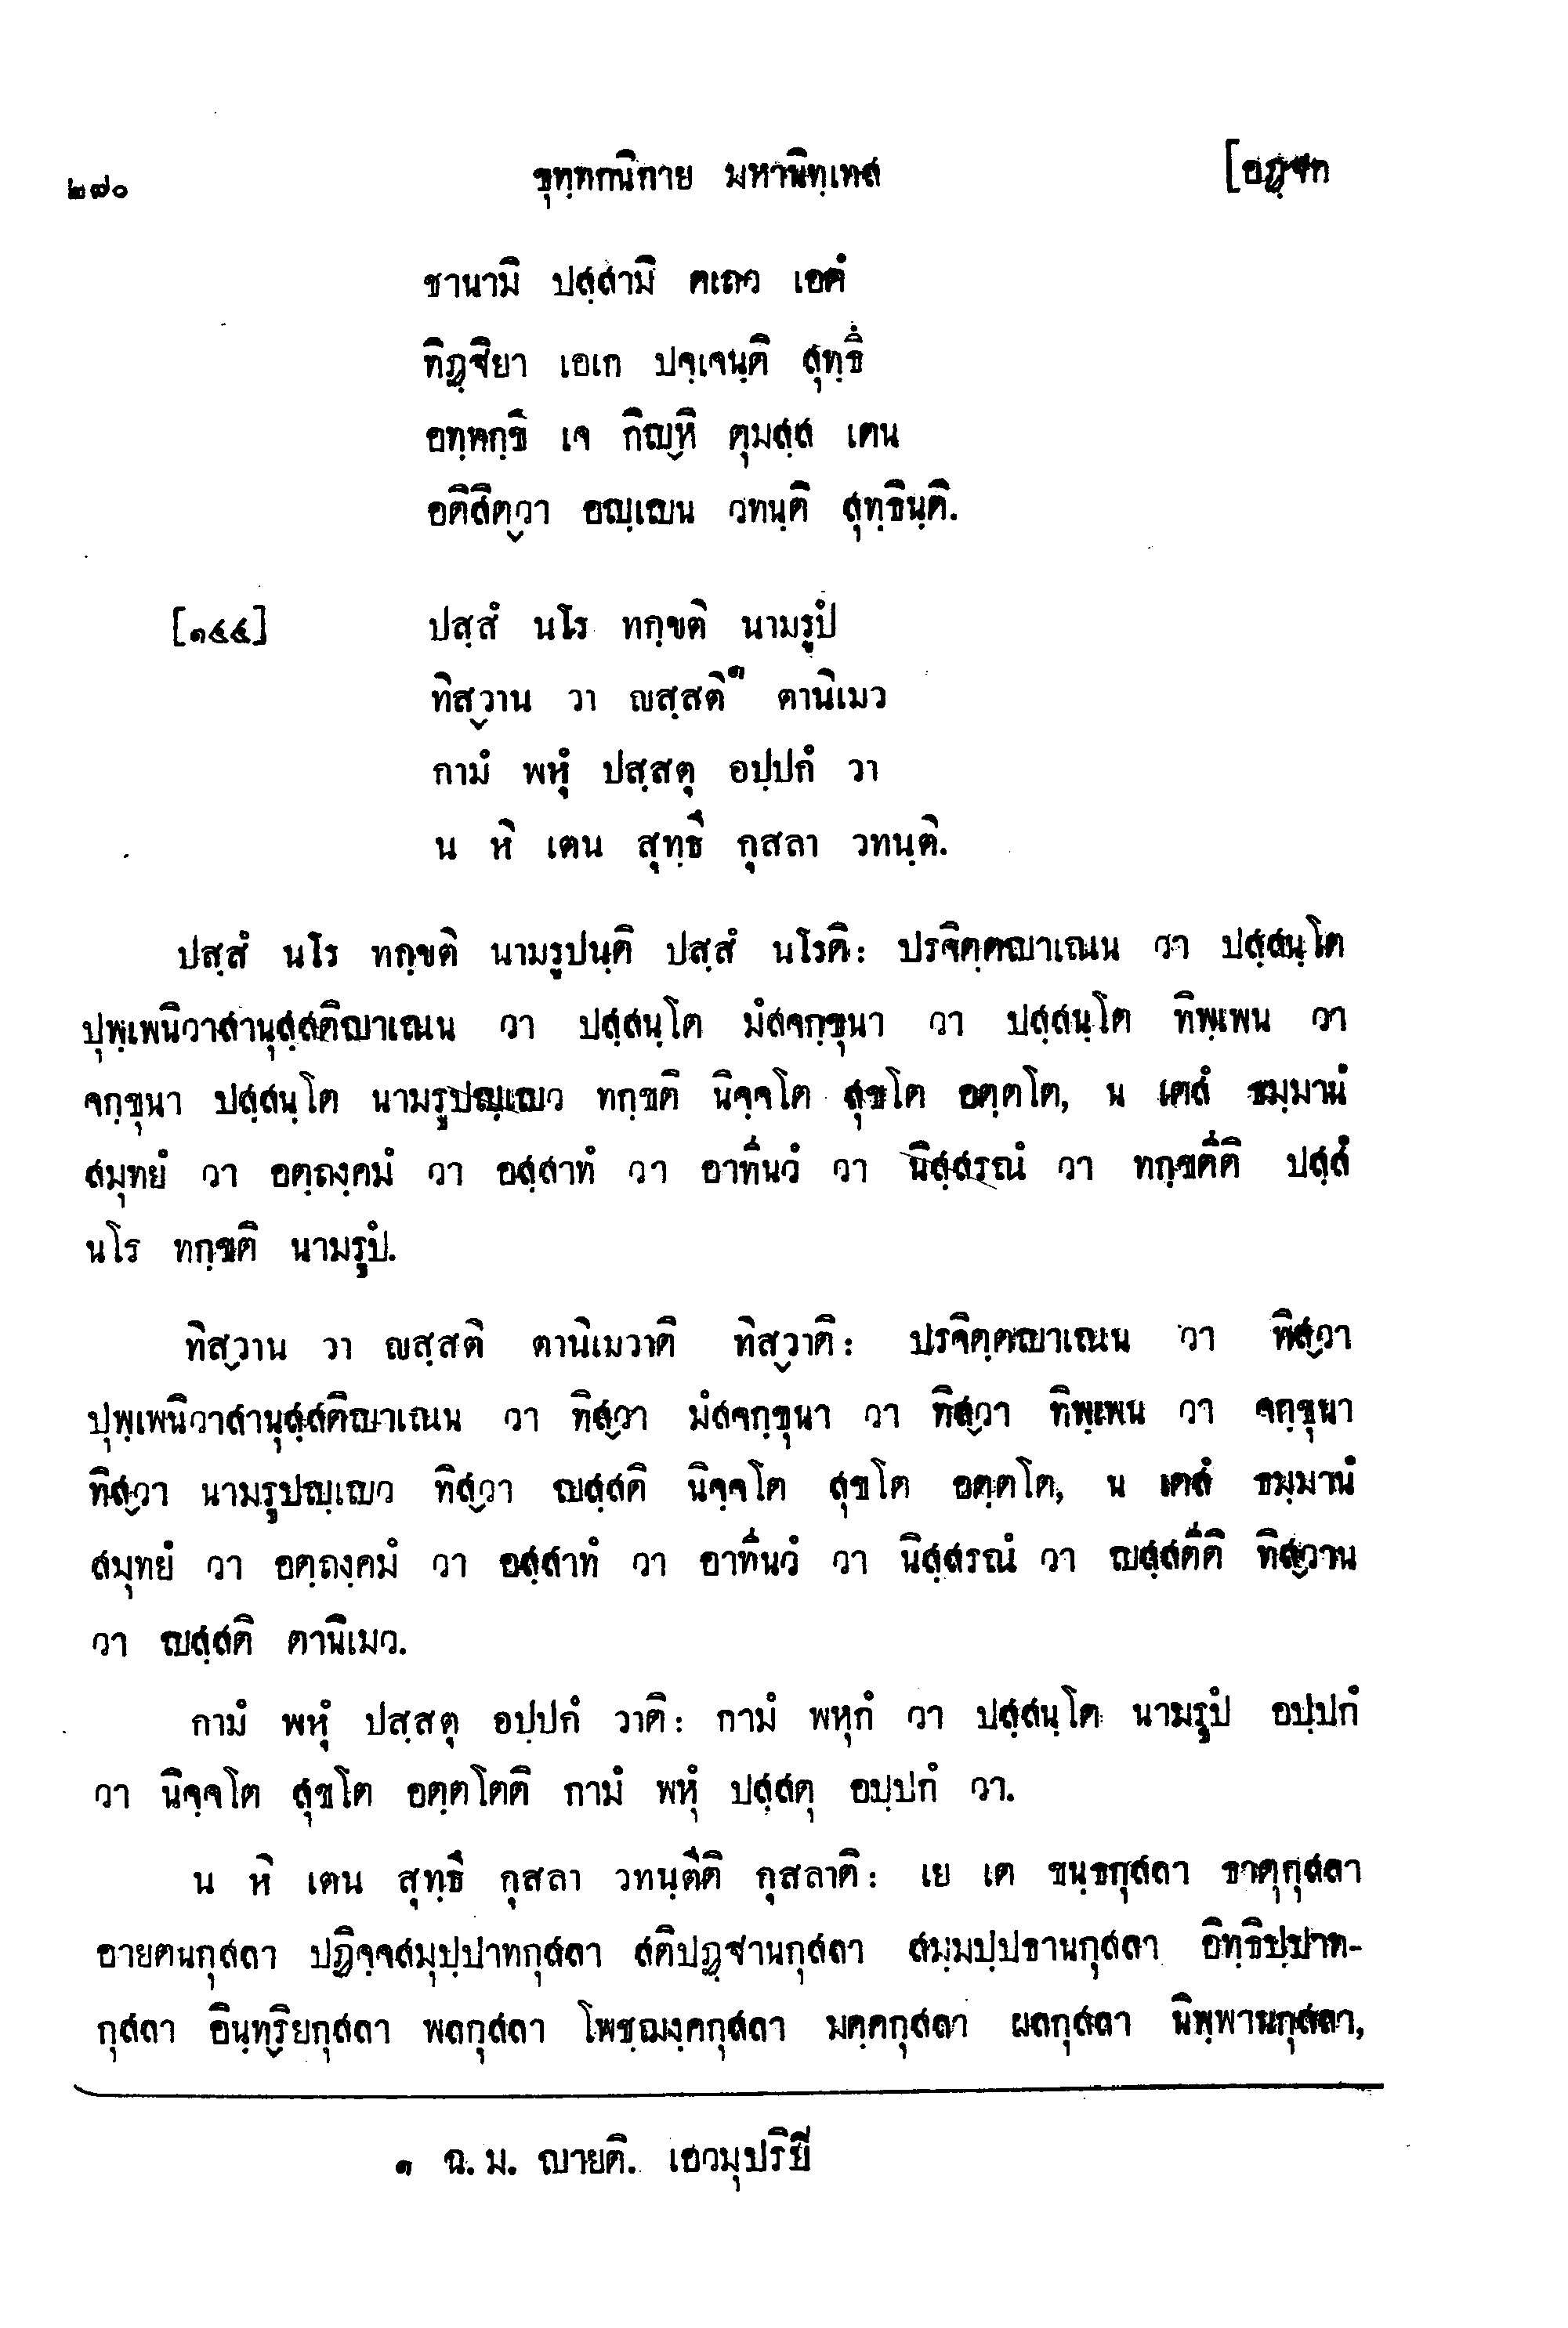 ๒๗๐ ขุทฺทกนิกาย มหานิทฺเทส [อฏฺฐก
ชานามิ ปสฺสามิ ตเถว เอตํ
ทิฏฺฐิยา เอเก ปจฺเจนฺติ สุทฺธึ
อทฺทกฺขิ เจ กิญฺหิ ตุมสฺส เตน
อติสิตฺวา อญฺเญน วทนฺติ สุทฺธินฺติ.
[๑๔๔] ปสฺสํ นโร ทกฺขติ นามรูปํ
ทิสฺวาน วา ญสฺสติ๑ ตานิเมว
กามํ พหุํ ปสฺสตุ อปฺปกํ วา
น หิ เตน สุทฺธึ กุสลา วทนฺติ.
ปสฺสํ นโร ทกฺขติ นามรูปนฺติ ปสฺสํ นโรติ: ปรจิตฺตญาเณน วา ปสฺสนฺโต
ปุพฺเพนิวาสานุสฺสติญาเณน วา ปสฺสนฺโต มํสจกฺขุนา วา ปสฺสนฺโต ทิพฺเพน วา
จกฺขุนา ปสฺสนฺโต นามรูปญฺเญว ทกฺขติ นิจฺจโต สุขโต อตฺตโต, น เตสํ ธมฺมานํ
สมุทยํ วา อตฺถงฺคมํ วา อสฺสาทํ วา อาทีนวํ วา นิสฺสรณํ วา ทกฺขตีติ ปสฺสํ
นโร ทกฺขติ นามรูปํ.
ทิสฺวาน วา ญสฺสติ ตานิเมวาติ ทิสฺวาติ: ปรจิตฺตญาเณน วา ทิสฺวา
ปุพฺเพนิวาสานุสฺสติญาเณน วา ทิสฺวา มํสจกฺขุนา วา ทิสฺวา ทิพฺเพน วา จกฺขุนา
ทิสฺวา นามรูปญฺเญว ทิสฺวา ญสฺสติ นิจฺจโต สุขโต อตฺตโต, น เตสํ ธมฺมานํ
สมุทยํ วา อตฺถงฺคมํ วา อสฺสาทํ วา อาทีนวํ วา นิสฺสรณํ วา ญสฺสตีติ ทิสฺวาน
วา ญสฺสติ ตานิเมว.
กามํ พหุํ ปสฺสตุ อปฺปกํ วาติ: กามํ พหุกํ วา ปสฺสนฺโต นามรูปํ อปฺปกํ
วา นิจฺจโต สุขโต อตฺตโตติ กามํ พหุํ ปสฺสตุ อปฺปกํ วา.
น หิ เตน สุทฺธึ กุสลา วทนฺตีติ กุสลาติ: เย เต ขนฺธกุสลา ธาตุกุสลา
อายตนกุสลา ปฏิจฺจสมุปฺปาทกุสลา สติปฏฺฐานกุสลา สมฺมปฺปธานกุสลา อิทฺธิปฺปาท-
กุสลา อินฺทฺริยกุสลา พลกุสลา โพชฺฌงฺคกุสลา มคฺคกุสลา ผลกุสลา นิพฺพานกุสลา,
๑ ฉ. ม. ญายติ. เอวมุปริปิ